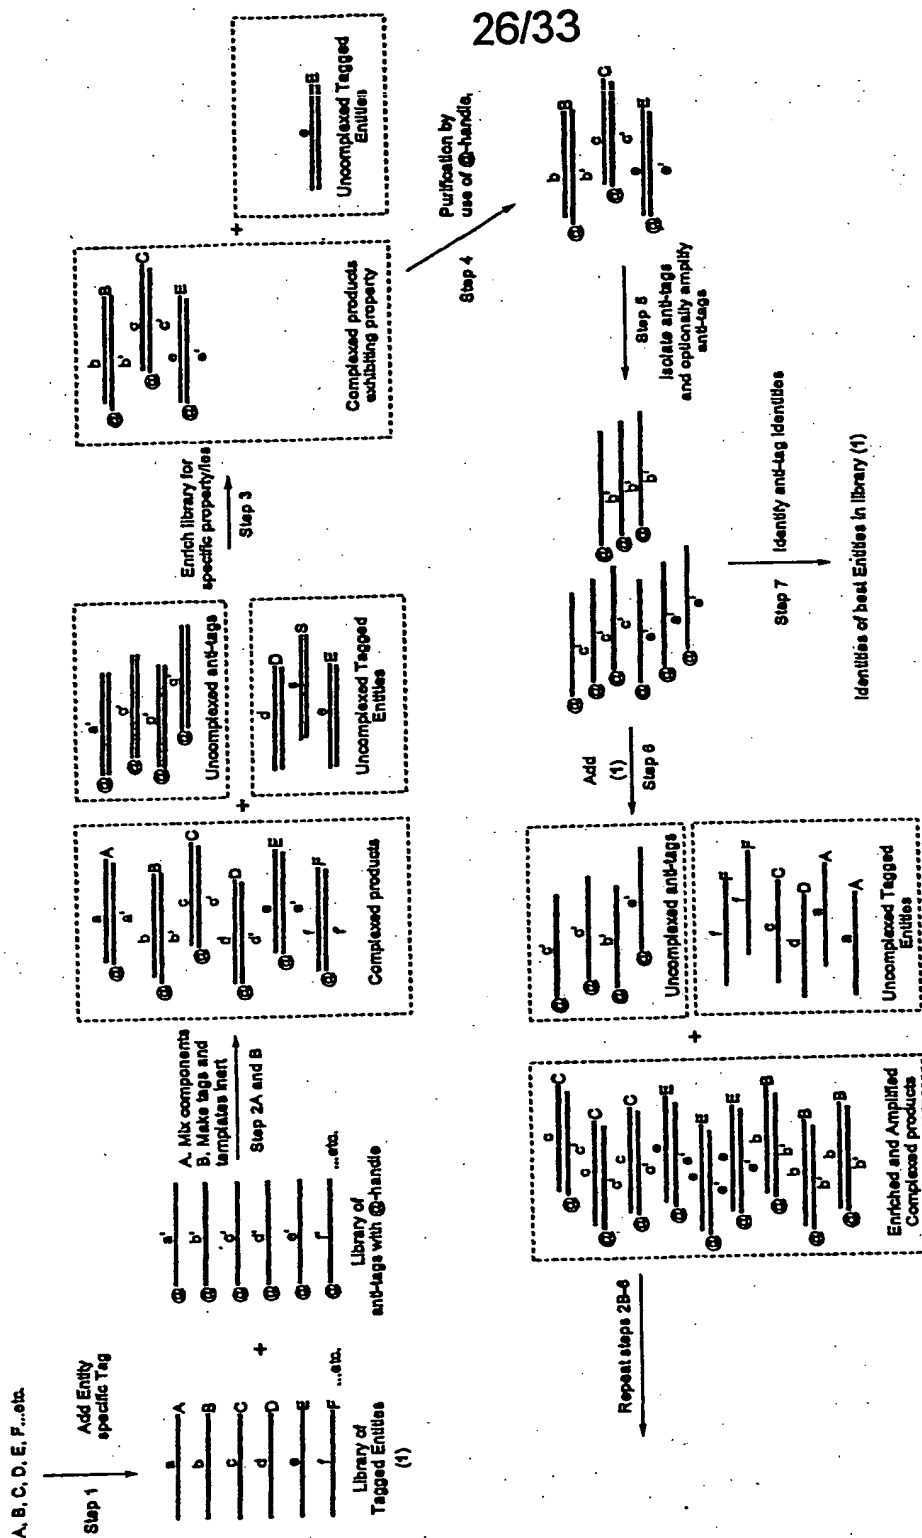 26/33
A, B, C, D, E, F...etc.
Step 1
Add Entity
specific Tag
a
A
b
B
c
C
d
D
e
E
f
F ...etc.
Library of
Tagged Entities
(1)
+
@
a'
@
b'
@
c'
@
d'
@
e'
@
f' ...etc.
Library of
anti-tags with @-handle
A. Mix components
B. Make tags and
templates inert
Step 2A and B
a
A
@
a'
b
B
@
b'
c
C
@
c'
d
D
@
d'
e
E
@
e'
f
F
@
f'
Complexed products
+
@
a'
@
d'
@
@
Uncomplexed anti-tags
d
D
S
e
E
Uncomplexed Tagged
Entities
Enrich library for
specific property/ies
Step 3
b
B
@
b'
c
C
@
c'
e
E
@
e'
Complexed products
exhibiting property
+
e
E
Uncomplexed Tagged
Entities
Step 4
Purification by
use of @-handle,
b
B
@
b'
c
C
@
c'
e
E
@
e'
Step 5
Isolate anti-tags
and optionally amplify
anti-tags
@
c'
@
c'
@
c'
@
e'
@
e'
@
e'
@
b'
@
b'
@
b'
Step 7
Identify anti-tag identities
Identities of best Entities in library (1)
Add
(1)
Step 6
@
c'
@
d'
@
b'
@
e'
Uncomplexed anti-tags
f
F
f
F
c
C
d
D
a
A
a
A
Uncomplexed Tagged
Entities
+
c
C
@
c'
c
C
@
c'
c
C
@
c'
e
E
@
e'
e
E
@
e'
e
E
@
e'
b
B
@
b'
b
B
@
b'
b
B
@
b'
Enriched and Amplified
Complexed products
Repeat steps 2B-6